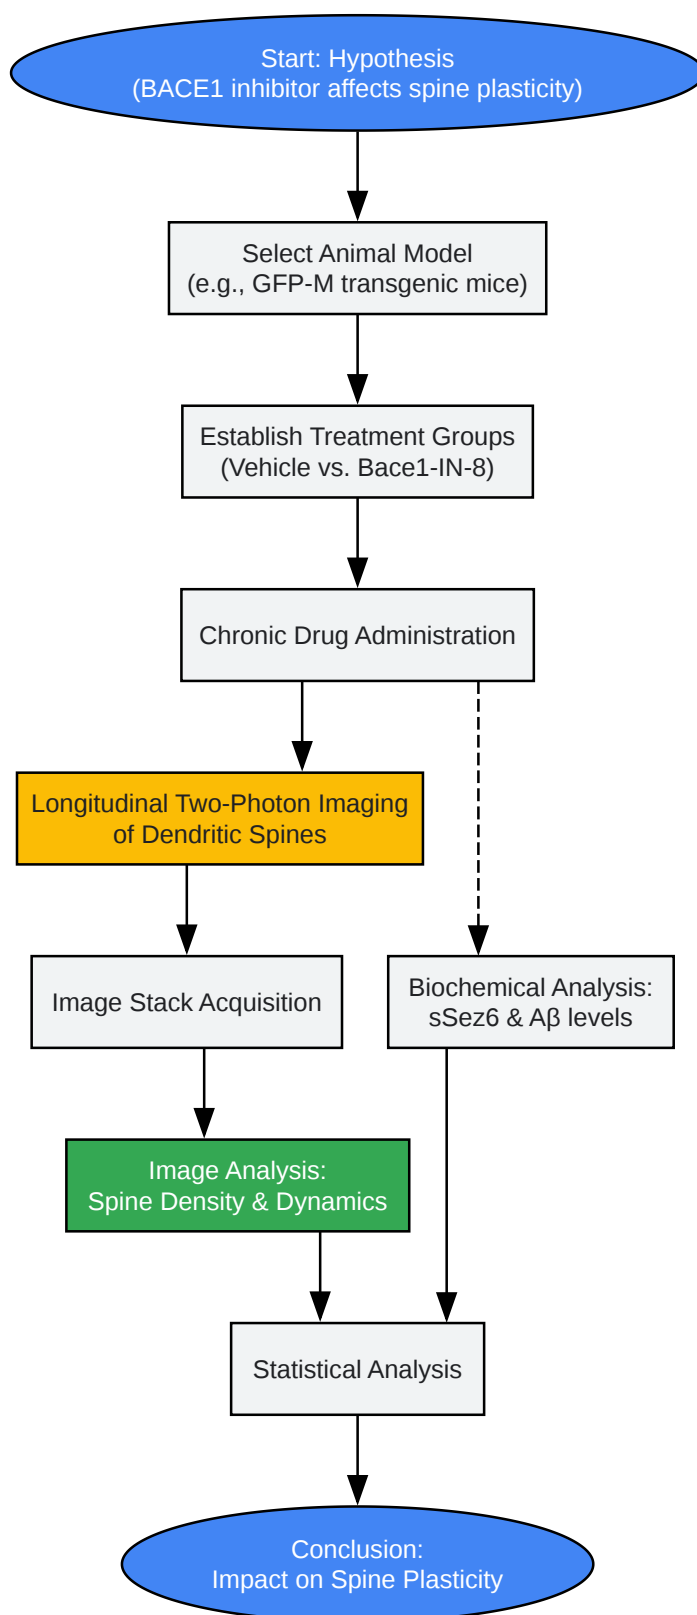 Start: Hypothesis
(BACE1 inhibitor affects spine plasticity)
Select Animal Model
(e.g., GFP-M transgenic mice)
Establish Treatment Groups
(Vehicle vs. Bace1-IN-8)
Chronic Drug Administration
Longitudinal Two-Photon Imaging
of Dendritic Spines
Image Stack Acquisition
Biochemical Analysis:
sSez6 & Aβ levels
Image Analysis:
Spine Density & Dynamics
Statistical Analysis
Conclusion:
Impact on Spine Plasticity